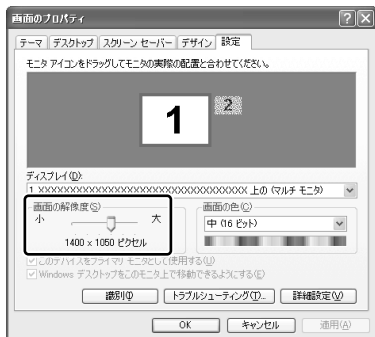 画面のプロパティ
テーマ デスクトップ スクリーン セーバー デザイン 設定
モニタ アイコンをドラッグしてモニタの実際の配置と合わせてください。
1 2
ディスプレイ(D):
1 XXXXXXXXXXXXXXXXXXXXXXXXXXXXXXXXX 上の (マルチ モニタ)
画面の解像度(S)
小 大
1400 x 1050 ピクセル
画面の色(C)
中 (16 ビット)
このデバイスをプライマリ モニタとして使用する(U)
Windows デスクトップをこのモニタ上で移動できるようにする(E)
識別(I) トラブルシューティング(T)... 詳細設定(V)
OK キャンセル 適用(A)